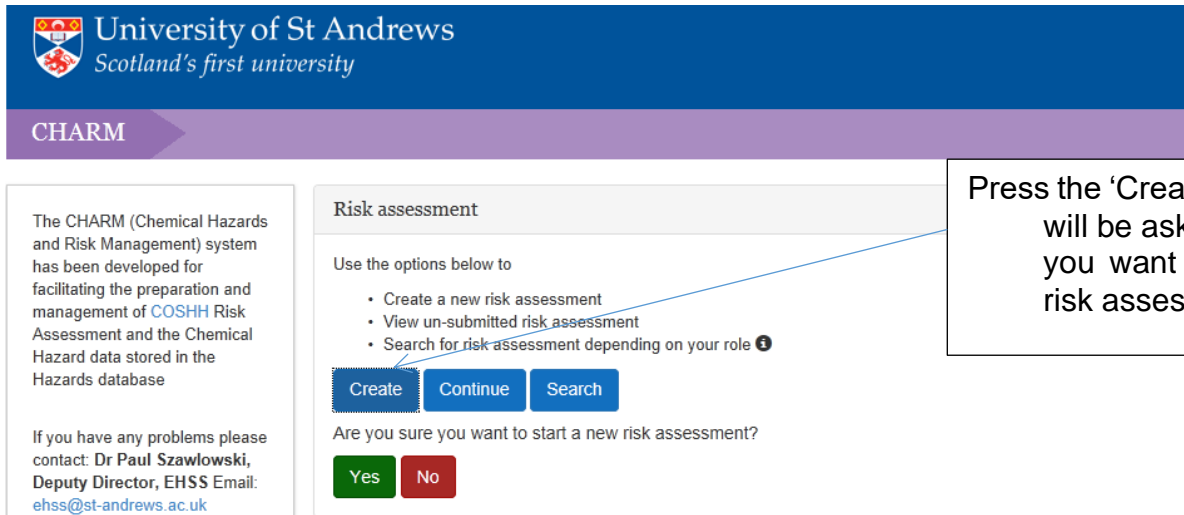 University of St Andrews
Scotland's first university
CHARM
The CHARM (Chemical Hazards
and Risk Management) system
has been developed for
facilitating the preparation and
management of COSHH Risk
Assessment and the Chemical
Hazard data stored in the
Hazards database
If you have any problems please
contact: Dr Paul Szawlowski,
Deputy Director, EHSS Email:
ehss@st-andrews.ac.uk
Risk assessment
Use the options below to
• Create a new risk assessment
• View un-submitted risk assessment
• Search for risk assessment depending on your role
Create Continue Search
Are you sure you want to start a new risk assessment?
Yes No
Press the ‘Crea
will be ask
you want
risk asses